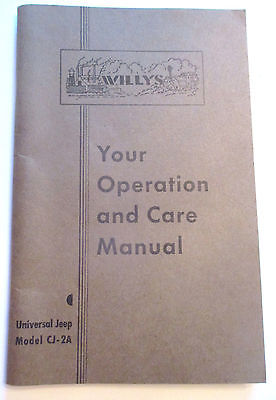 WILLYS
Your
Operation
and Care
Manual
Universal Jeep
Model CJ-2A